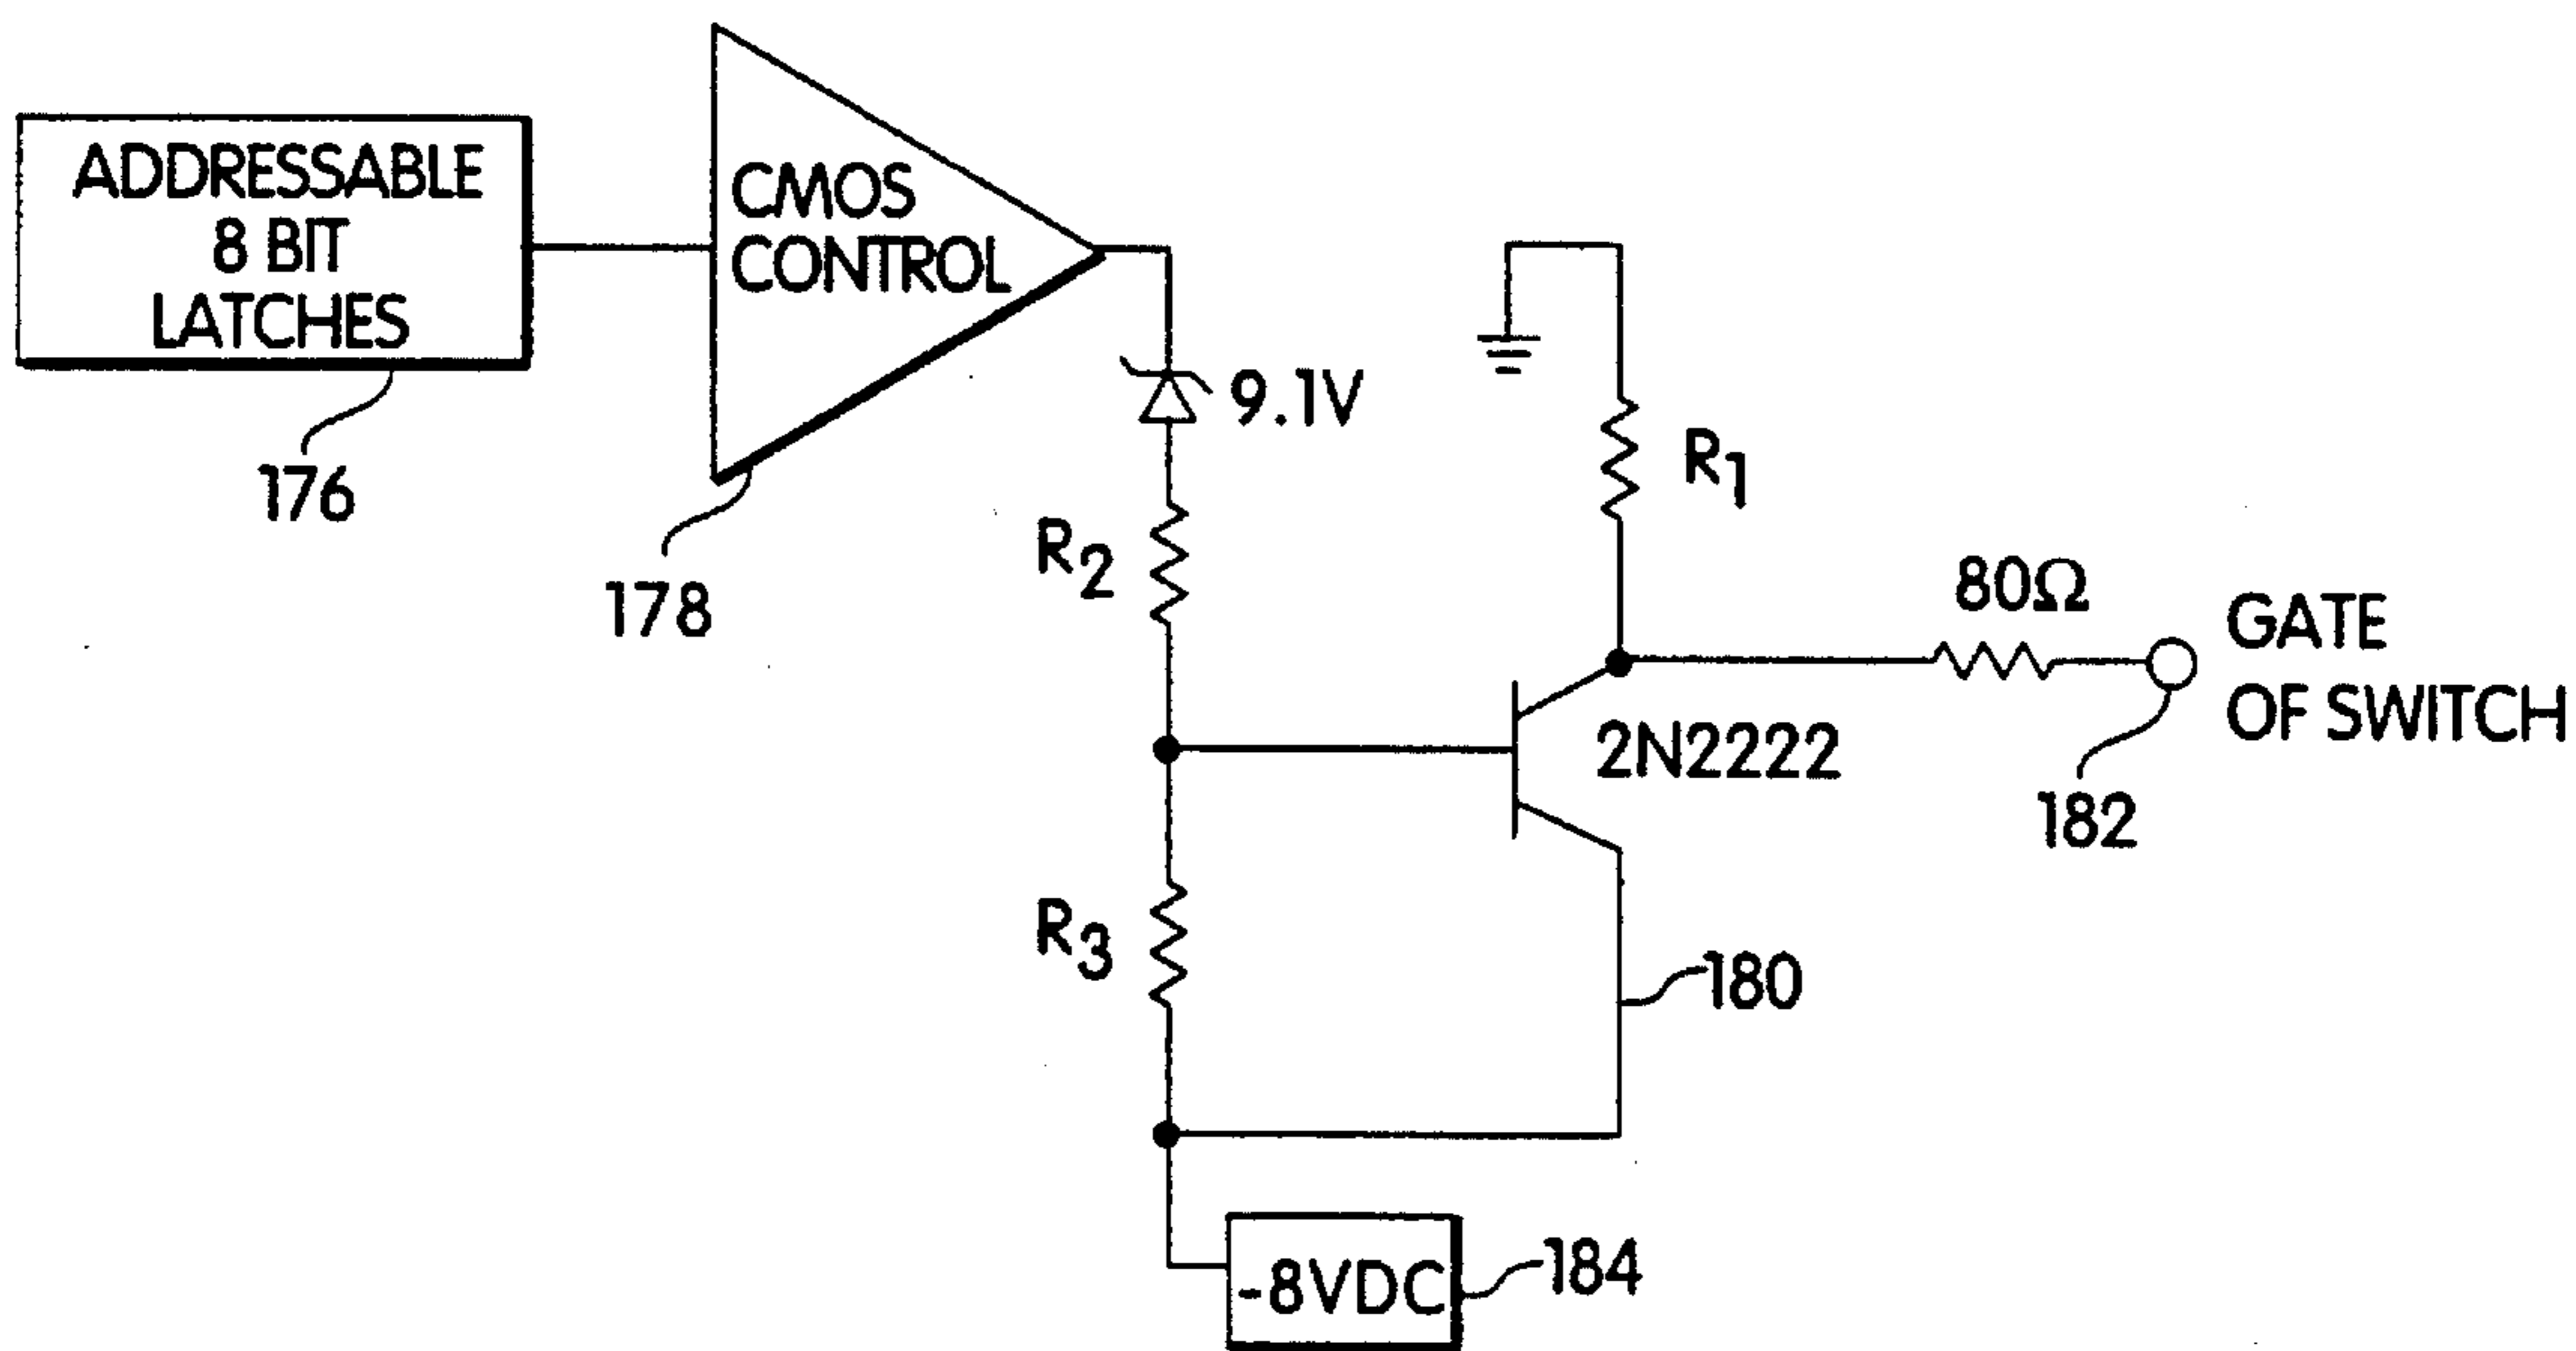 ADDRESSABLE
8 BIT
LATCHES
176
CMOS
CONTROL
178
9.1V
R2
R1
80Ω
GATE
OF SWITCH
182
2N2222
R3
180
-8VDC
184